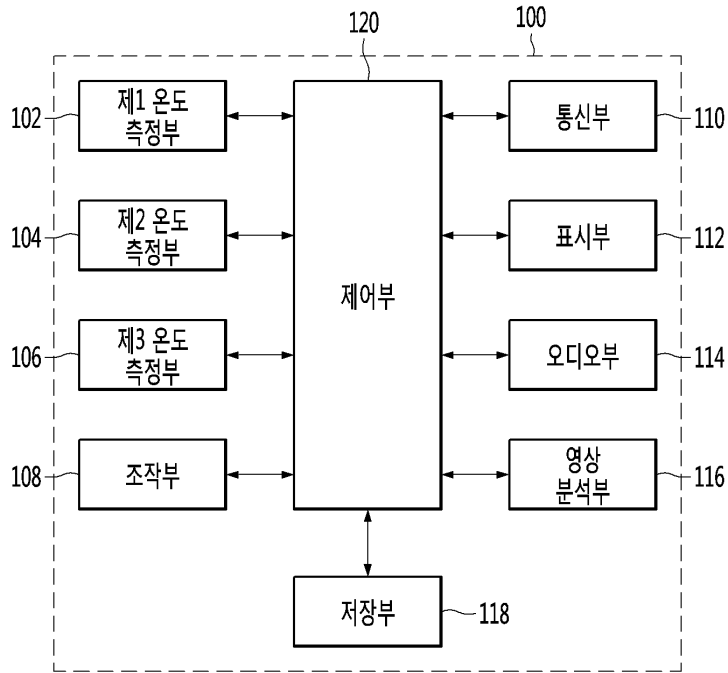 120
100
102
제1 온도
측정부
통신부
110
104
제2 온도
측정부
표시부
112
제어부
106
제3 온도
측정부
오디오부
114
108
조작부
영상
분석부
116
저장부
118